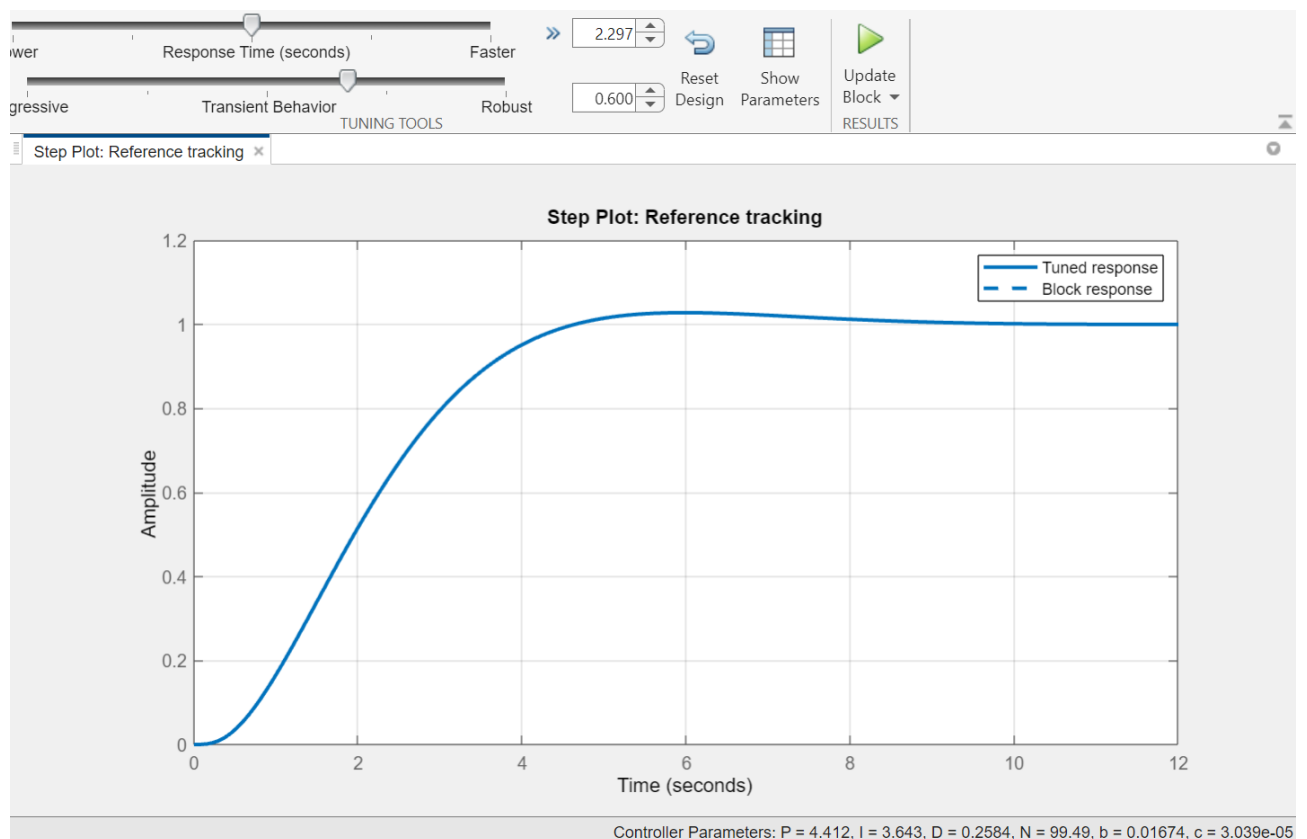 ower
Response Time (seconds)
Faster
2.297
gressive
Transient Behavior
Robust
0.600
Reset
Design
Show
Parameters
Update
Block
TUNING TOOLS
RESULTS
Step Plot: Reference tracking
Step Plot: Reference tracking
Tuned response
Block response
Amplitude
1.2
1
0.8
0.6
0.4
0.2
0
0 2 4 6 8 10 12
Time (seconds)
Controller Parameters: P = 4.412, I = 3.643, D = 0.2584, N = 99.49, b = 0.01674, c = 3.039e-05